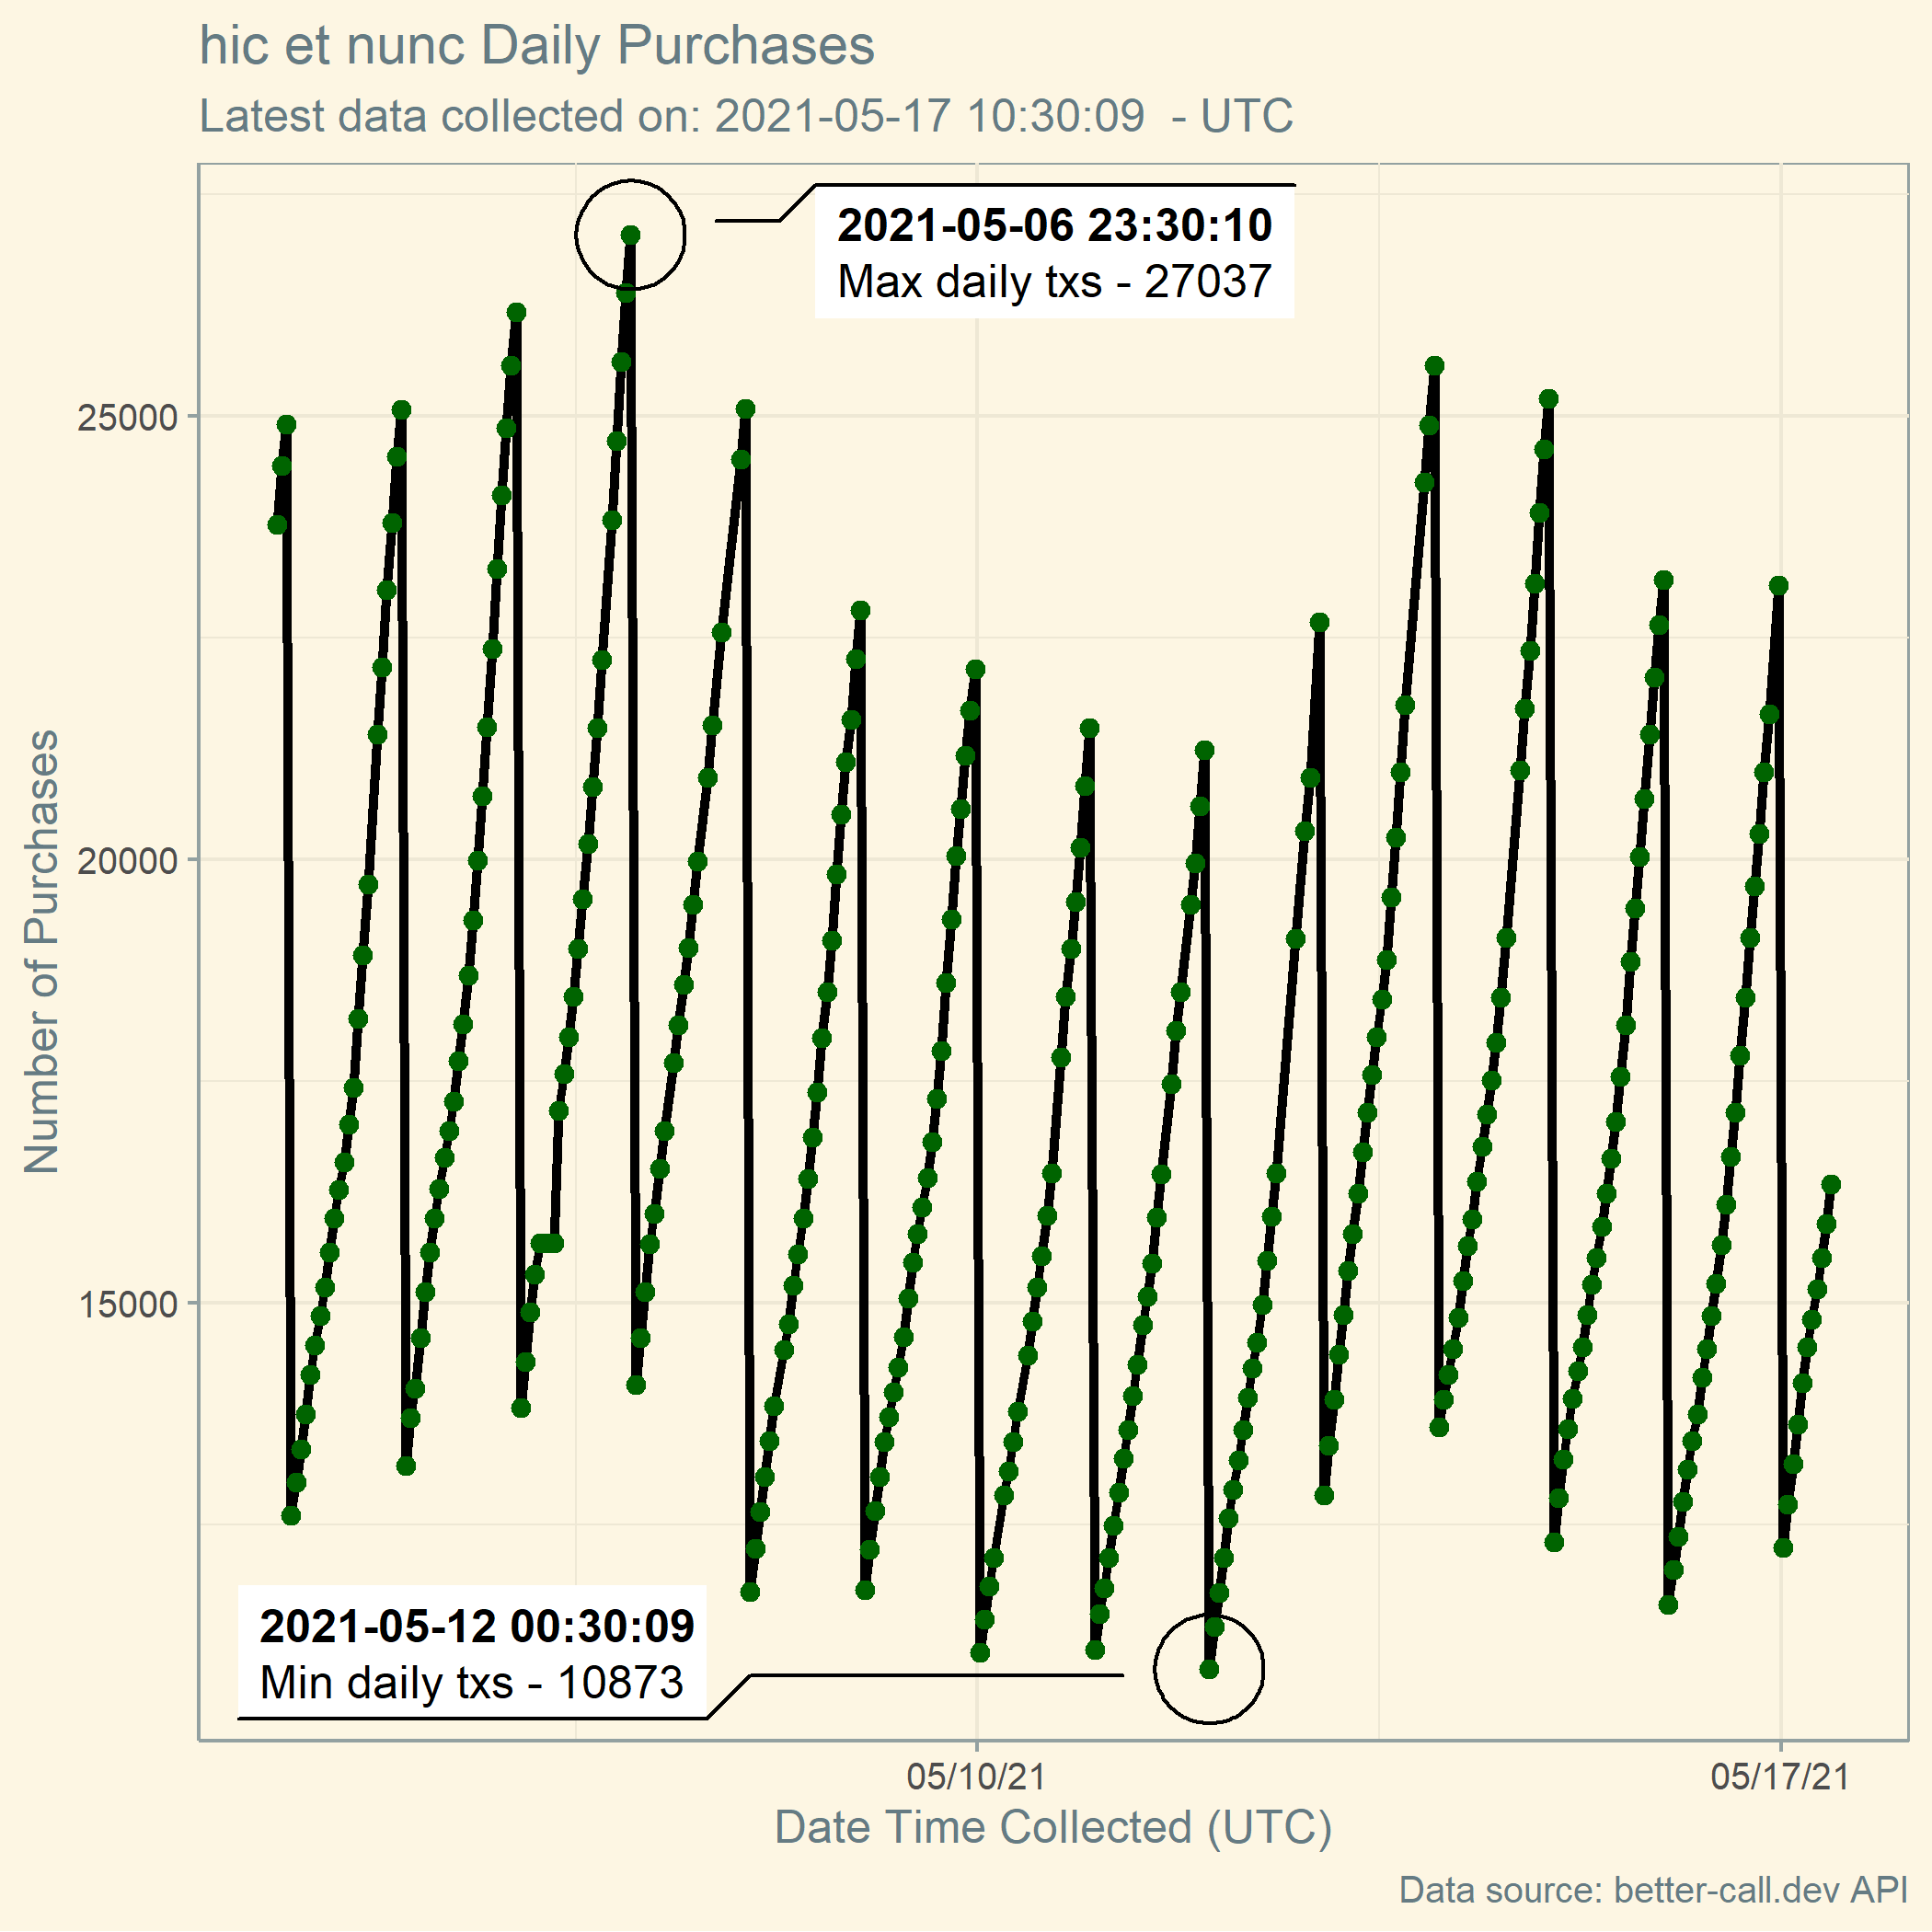 hic et nunc Daily Purchases
Latest data collected on: 2021-05-17 10:30:09  - UTC
2021-05-06 23:30:10
Max daily txs - 27037
25000
20000
15000
Number of Purchases
2021-05-12 00:30:09
Min daily txs - 10873
05/10/21
05/17/21
Date Time Collected (UTC)
Data source: better-call.dev API